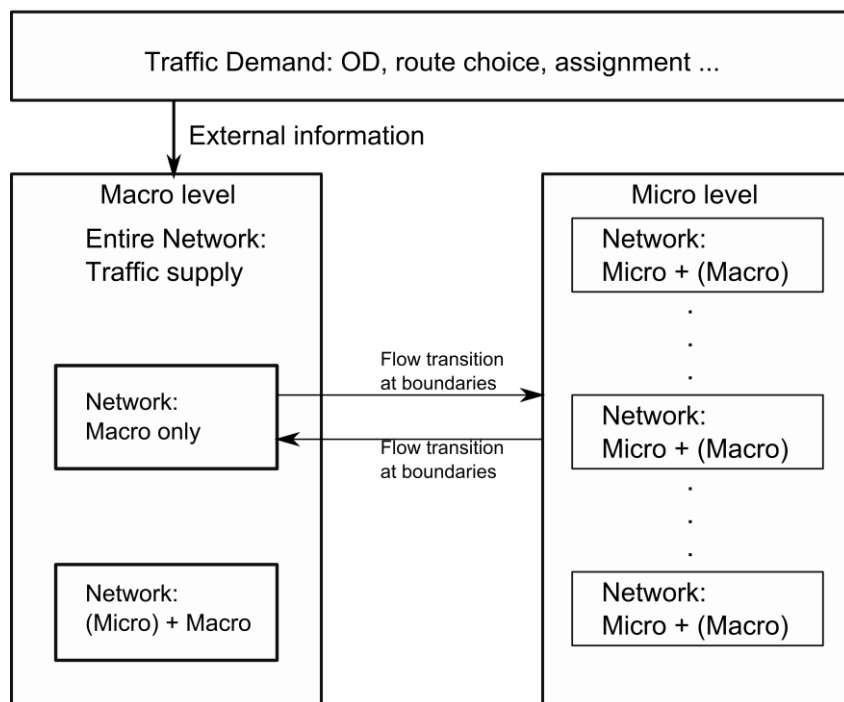 Traffic Demand: OD, route choice, assignment ...
External information
Macro level
Entire Network:
Traffic supply
Network:
Macro only
Network:
(Micro) + Macro
Flow transition
at boundaries
Flow transition
at boundaries
Micro level
Network:
Micro + (Macro)
Network:
Micro + (Macro)
Network:
Micro + (Macro)